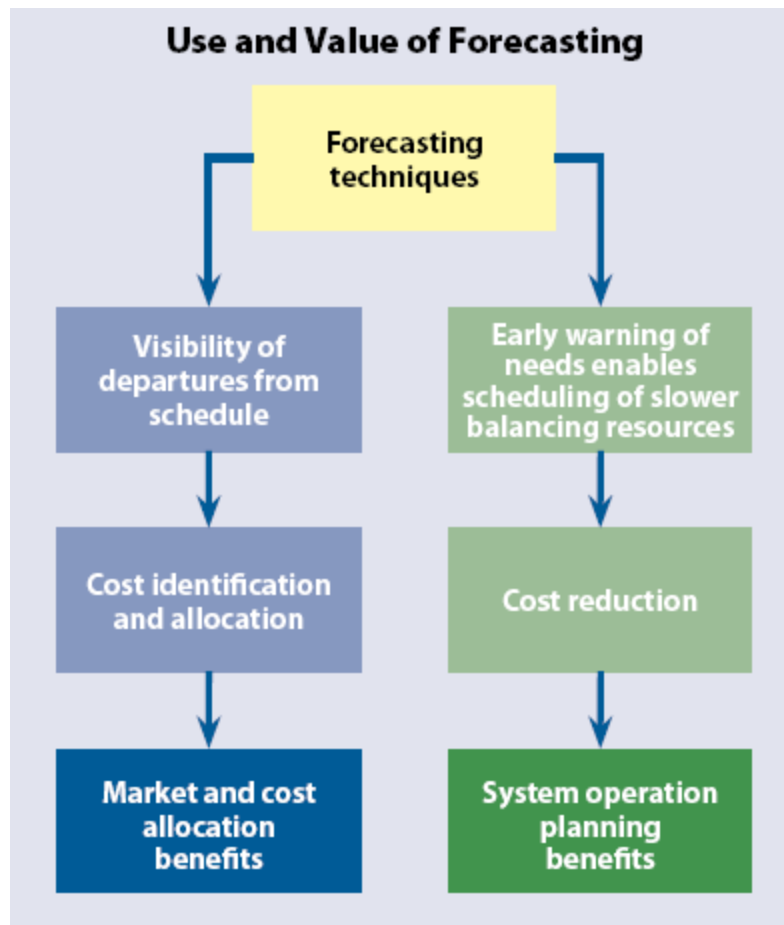 Use and Value of Forecasting
Forecasting
techniques
Visibility of
departures from
schedule
Early warning of
needs enables
scheduling of slower
balancing resources
Cost identification
and allocation
Cost reduction
Market and cost
allocation
benefits
System operation
planning
benefits